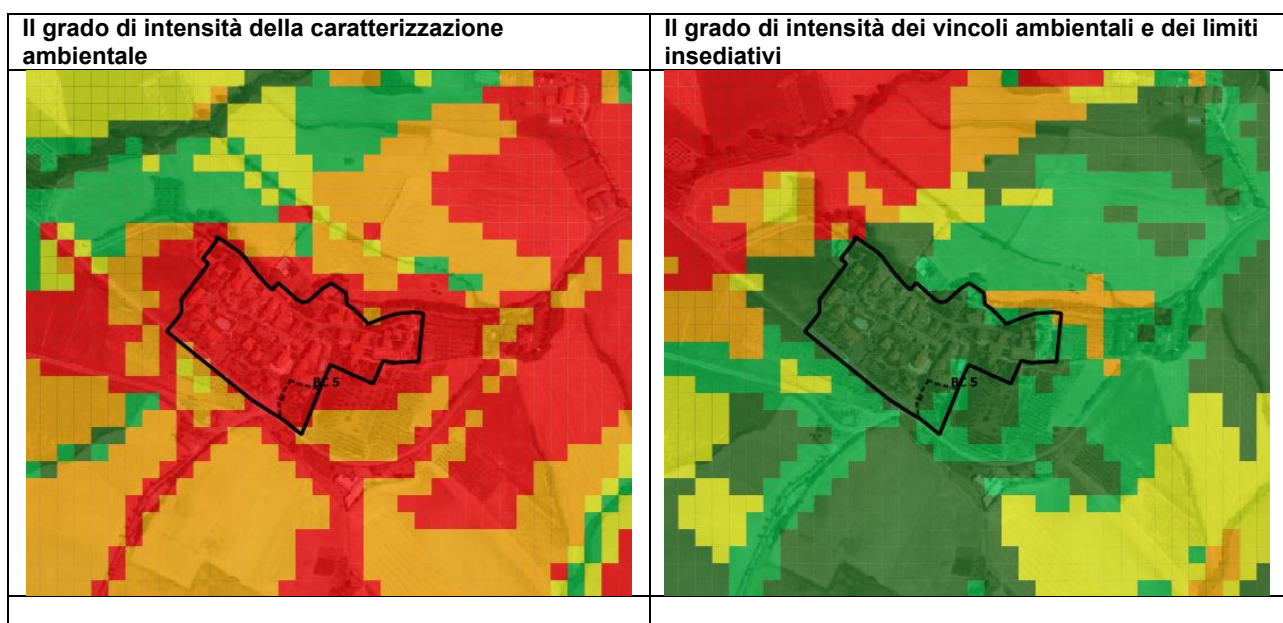 Il grado di intensità della caratterizzazione
ambientale
Il grado di intensità dei vincoli ambientali e dei limiti
insediativi
BC 5
BC 5